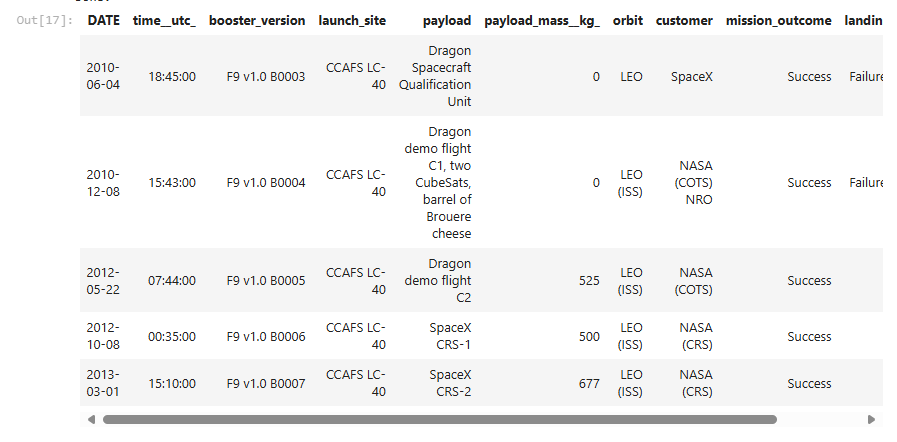 Out[17]:
DATE time__utc_ booster_version launch_site payload payload_mass__kg_ orbit customer mission_outcome landin
2010-06-04 18:45:00 F9 v1.0 B0003 CCAFS LC-40 Dragon Spacecraft Qualification Unit 0 LEO SpaceX Success Failure
2010-12-08 15:43:00 F9 v1.0 B0004 CCAFS LC-40 Dragon demo flight C1, two CubeSats, barrel of Brouere cheese 0 LEO (ISS) NASA (COTS) NRO Success Failure
2012-05-22 07:44:00 F9 v1.0 B0005 CCAFS LC-40 Dragon demo flight C2 525 LEO (ISS) NASA (COTS) Success
2012-10-08 00:35:00 F9 v1.0 B0006 CCAFS LC-40 SpaceX CRS-1 500 LEO (ISS) NASA (CRS) Success
2013-03-01 15:10:00 F9 v1.0 B0007 CCAFS LC-40 SpaceX CRS-2 677 LEO (ISS) NASA (CRS) Success